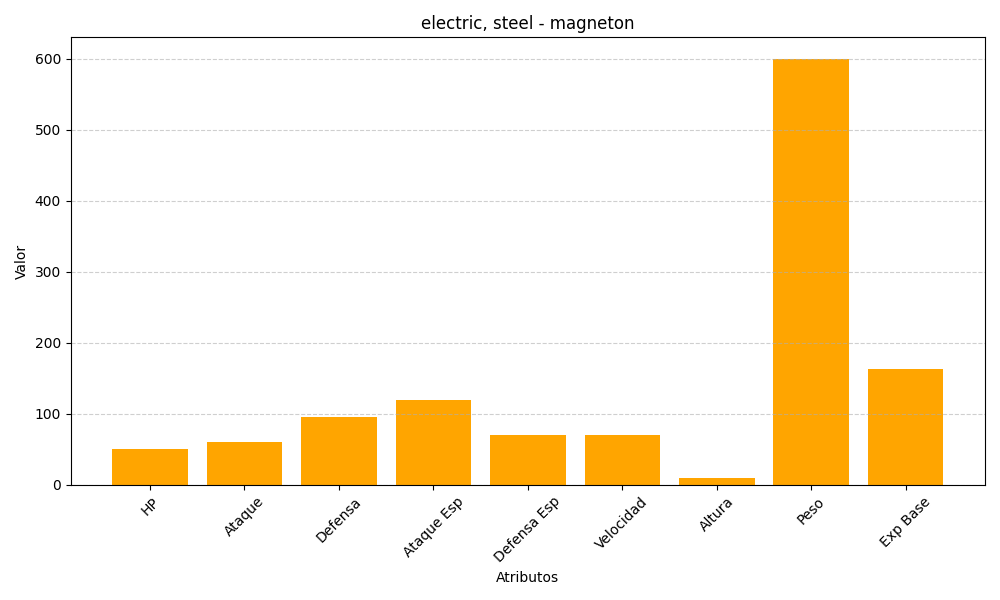 electric, steel - magneton
Valor
600
500
400
300
200
100
0
HP
Ataque
Defensa
Ataque Esp
Defensa Esp
Velocidad
Altura
Peso
Exp Base
Atributos